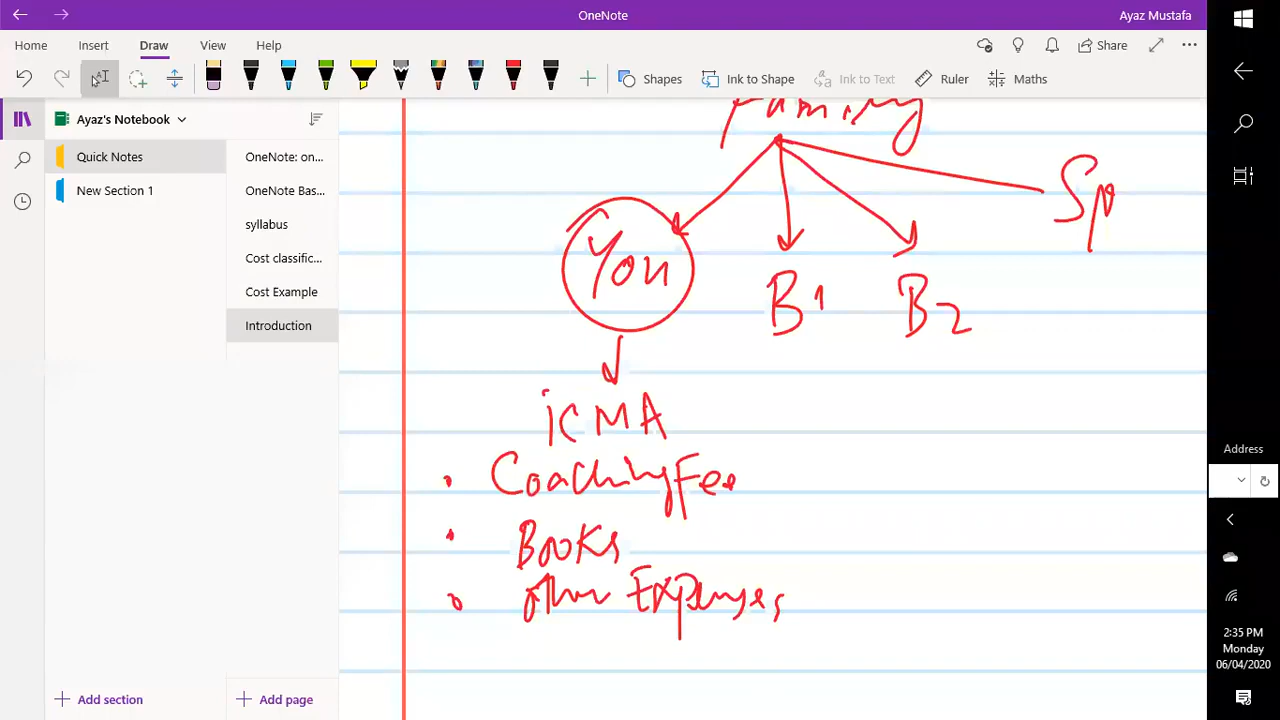 OneNote
Ayaz Mustafa
Home Insert Draw View Help
Share
Shapes
Ink to Shape
Ink to Text
Ruler
Maths
Ayaz's Notebook
Quick Notes
New Section 1
OneNote: on...
OneNote Bas...
syllabus
Cost classific...
Cost Example
Introduction
Add section
Add page
Family
You
B1
B2
Sp
iCMA
• Coaching Fee
• Books
• other Expenses
Address
2:35 PM
Monday
06/04/2020